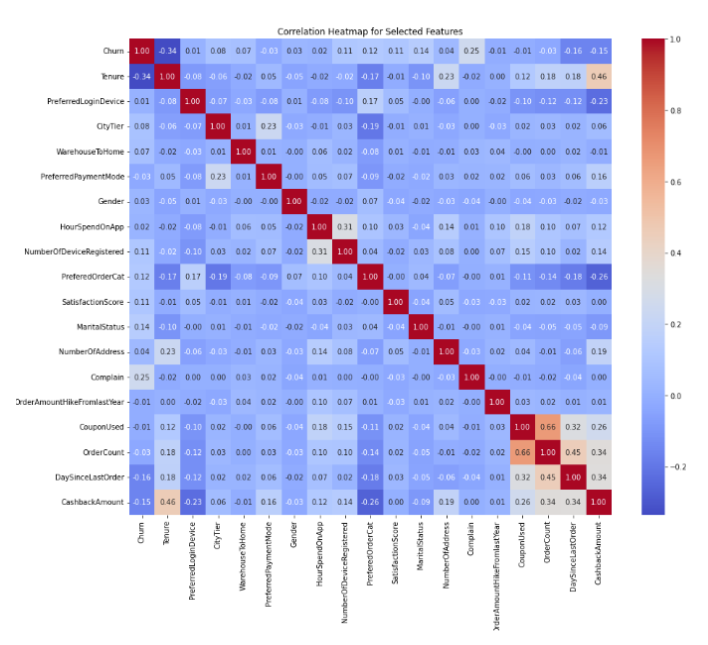 Correlation Heatmap for Selected Features
Churn 1.00 -0.34 0.01 0.08 0.07 -0.03 0.03 0.02 0.11 0.12 0.11 0.14 0.04 0.25 -0.01 -0.01 -0.03 -0.16 -0.15
Tenure -0.34 1.00 -0.08 -0.06 -0.02 0.05 -0.05 -0.02 -0.02 -0.17 -0.01 -0.10 0.23 -0.02 0.00 0.12 0.18 0.18 0.46
PreferredLoginDevice 0.01 -0.08 1.00 -0.07 -0.03 -0.08 0.01 -0.08 -0.10 0.17 0.05 -0.00 -0.06 0.00 -0.02 -0.10 -0.12 -0.12 -0.23
CityTier 0.08 -0.06 -0.07 1.00 0.01 0.23 -0.03 -0.01 0.03 -0.19 -0.01 0.01 -0.03 0.00 -0.03 0.02 0.03 0.02 0.06
WarehouseToHome 0.07 -0.02 -0.03 0.01 1.00 0.01 -0.00 0.06 0.02 -0.08 0.01 -0.01 -0.01 0.03 0.04 -0.00 0.00 0.02 -0.01
PreferredPaymentMode -0.03 0.05 -0.08 0.23 0.01 1.00 -0.00 0.05 0.07 -0.09 0.02 -0.02 0.03 0.02 0.02 0.06 0.03 0.06 0.16
Gender 0.03 -0.05 0.01 -0.03 -0.00 -0.00 1.00 -0.02 -0.02 0.07 -0.04 -0.02 -0.03 -0.04 -0.00 -0.04 -0.03 -0.02 -0.03
HourSpendOnApp 0.02 -0.02 -0.08 -0.01 0.06 0.05 -0.02 1.00 0.31 0.10 0.03 -0.04 0.14 0.01 0.10 0.18 0.10 0.07 0.12
NumberOfDeviceRegistered 0.11 -0.02 -0.10 0.03 0.02 0.07 -0.02 0.31 1.00 0.04 -0.02 0.03 0.08 0.00 0.07 0.15 0.10 0.02 0.14
PreferedOrderCat 0.12 -0.17 0.17 -0.19 -0.08 -0.09 0.07 0.10 0.04 1.00 -0.00 0.04 -0.07 -0.00 0.01 -0.11 -0.14 -0.18 -0.26
SatisfactionScore 0.11 -0.01 0.05 -0.01 0.01 0.02 -0.04 0.03 -0.02 -0.00 1.00 -0.04 0.05 -0.03 -0.03 0.02 0.02 0.03 0.00
MaritalStatus 0.14 -0.10 -0.00 0.01 -0.01 -0.02 -0.02 -0.04 0.03 0.04 -0.04 1.00 -0.01 -0.00 0.01 -0.04 -0.05 -0.05 -0.09
NumberOfAddress 0.04 0.23 -0.06 -0.03 -0.01 0.03 -0.03 0.14 0.08 -0.07 0.05 -0.01 1.00 -0.03 0.02 0.04 -0.01 -0.06 0.19
Complain 0.25 -0.02 0.00 0.00 0.03 0.02 -0.04 0.01 0.00 -0.00 -0.03 -0.00 -0.03 1.00 -0.00 -0.01 -0.02 -0.04 0.00
OrderAmountHikeFromlastYear -0.01 0.00 -0.02 -0.03 0.04 0.02 -0.00 0.10 0.07 0.01 -0.03 0.01 0.02 -0.00 1.00 0.03 0.02 0.01 0.01
CouponUsed -0.01 0.12 -0.10 0.02 -0.00 0.06 -0.04 0.18 0.15 -0.11 0.02 -0.04 0.04 -0.01 0.03 1.00 0.66 0.32 0.26
OrderCount -0.03 0.18 -0.12 0.03 0.00 0.03 -0.03 0.10 0.10 -0.14 0.02 -0.05 -0.01 -0.02 0.02 0.66 1.00 0.45 0.34
DaySinceLastOrder -0.16 0.18 -0.12 0.02 0.02 0.06 -0.02 0.07 0.02 -0.18 0.03 -0.05 -0.06 -0.04 0.01 0.32 0.45 1.00 0.34
CashbackAmount -0.15 0.46 -0.23 0.06 -0.01 0.16 -0.03 0.12 0.14 -0.26 0.00 -0.09 0.19 -0.00 0.01 0.26 0.34 0.34 1.00
Churn
Tenure
PreferredLoginDevice
CityTier
WarehouseToHome
PreferredPaymentMode
Gender
HourSpendOnApp
NumberOfDeviceRegistered
PreferedOrderCat
SatisfactionScore
MaritalStatus
NumberOfAddress
Complain
OrderAmountHikeFromlastYear
CouponUsed
OrderCount
DaySinceLastOrder
CashbackAmount
1.0
0.8
0.6
0.4
0.2
0.0
-0.2